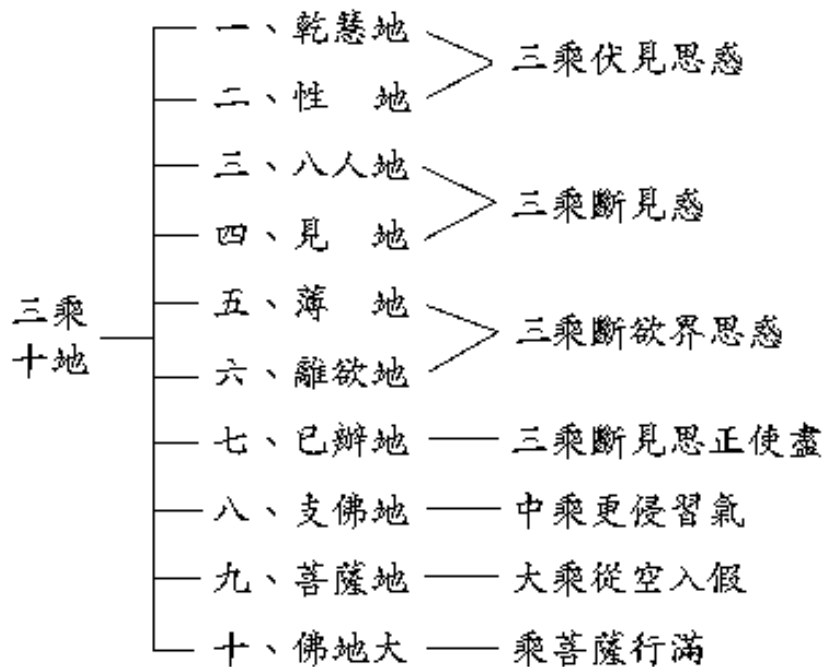 三乘
十地
一、乾慧地
二、性　地
三乘伏見思惑
三、八人地
四、見　地
三乘斷見惑
五、薄　地
六、離欲地
三乘斷欲界思惑
七、已辦地
三乘斷見思正使盡
八、支佛地
中乘更侵習氣
九、菩薩地
大乘從空入假
十、佛地大
乘菩薩行滿